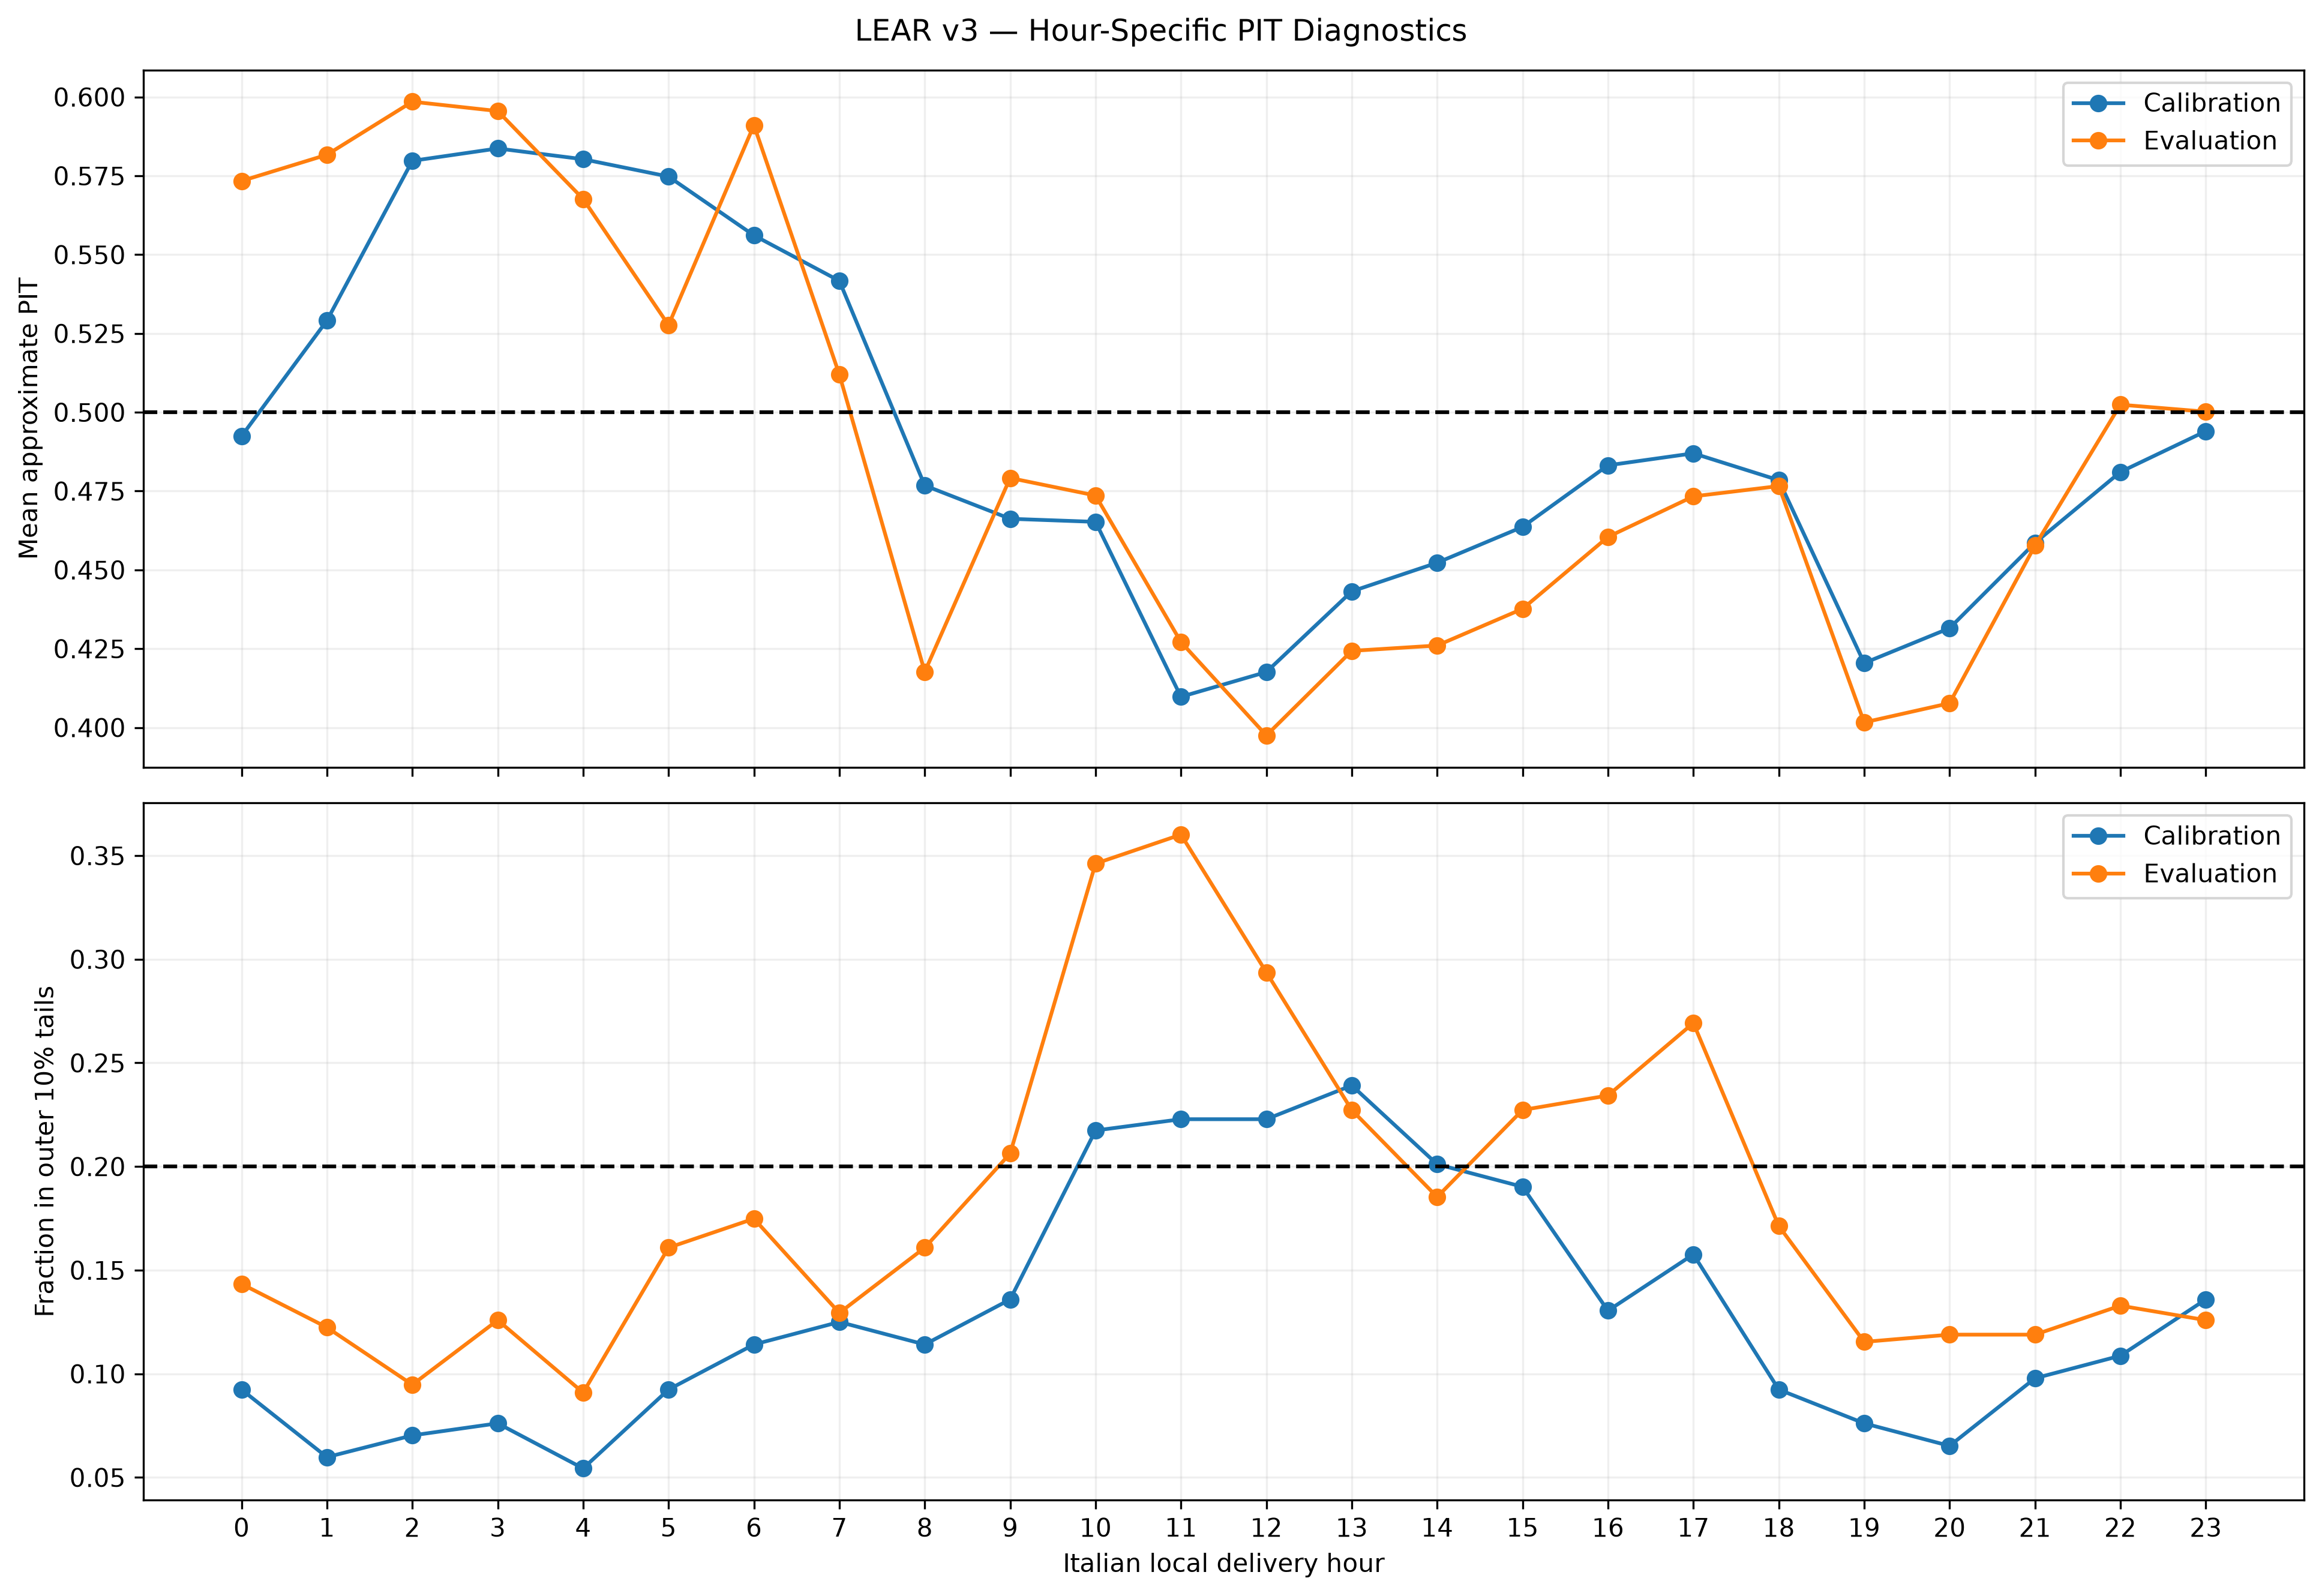 LEAR v3 — Hour-Specific PIT Diagnostics
Mean approximate PIT
0.600
0.575
0.550
0.525
0.500
0.475
0.450
0.425
0.400
Calibration
Evaluation
Fraction in outer 10% tails
0.35
0.30
0.25
0.20
0.15
0.10
0.05
Calibration
Evaluation
0 1 2 3 4 5 6 7 8 9 10 11 12 13 14 15 16 17 18 19 20 21 22 23
Italian local delivery hour